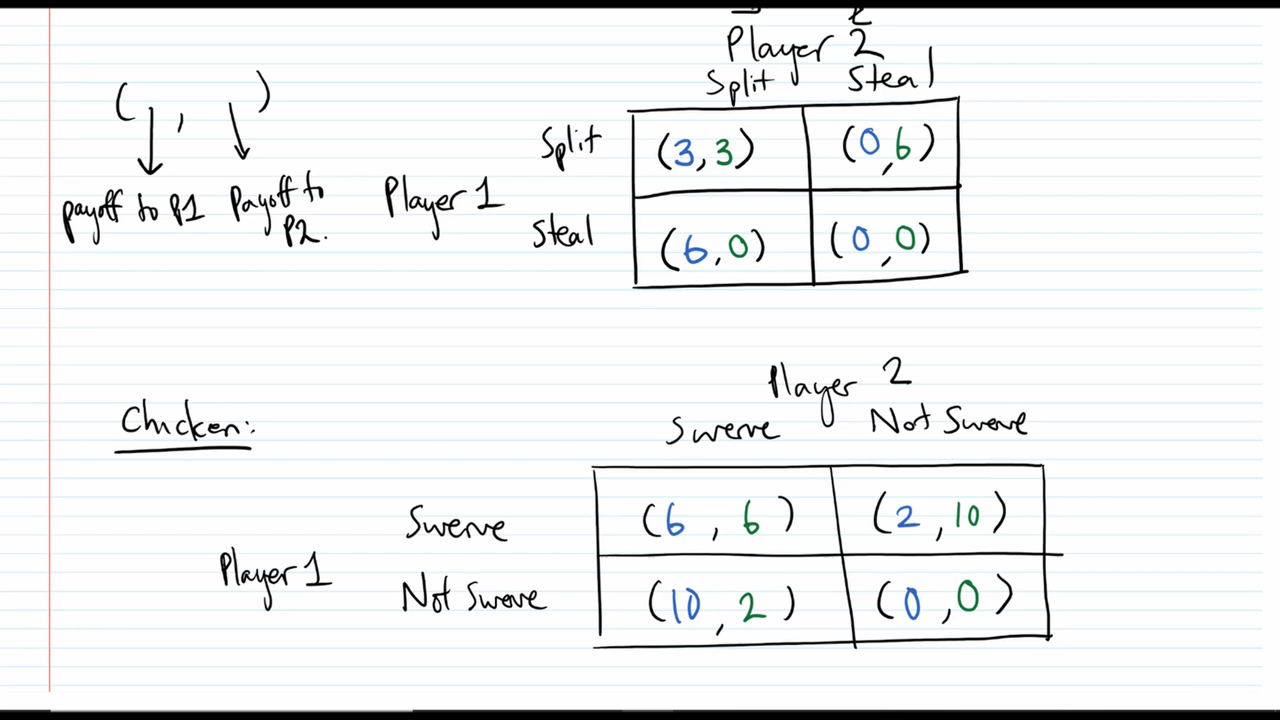 Player 2
Split Steal
( , )
Split (3,3) (0,6)
payoff to P1 Payoff to P2.
Player 1
Steal (6,0) (0,0)
Player 2
Chicken:
Swerve Not Swerve
Swerve (6,6) (2,10)
Player 1
Not Swerve (10,2) (0,0)